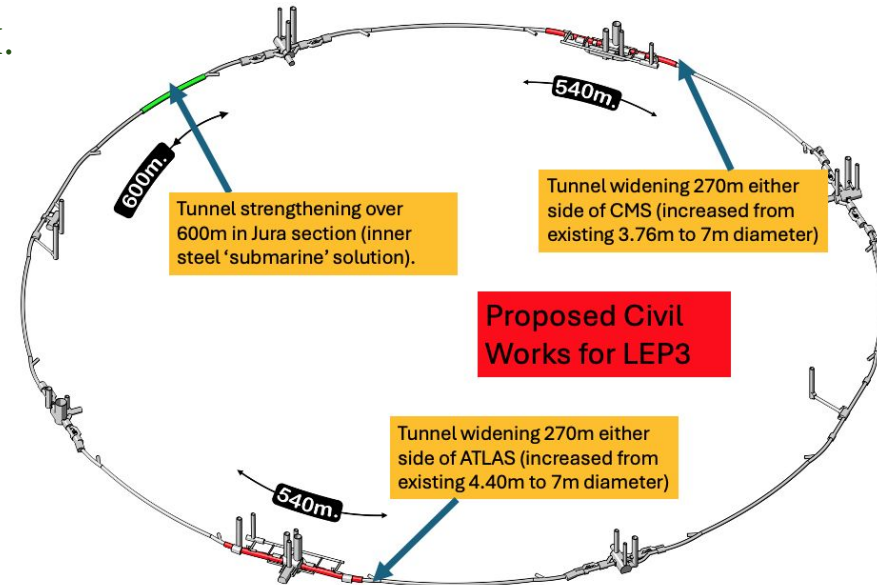 540m.
600m.
Tunnel strengthening over
600m in Jura section (inner
steel ‘submarine’ solution).
Tunnel widening 270m either
side of CMS (increased from
existing 3.76m to 7m diameter)
Proposed Civil
Works for LEP3
Tunnel widening 270m either
side of ATLAS (increased from
existing 4.40m to 7m diameter)
540m.